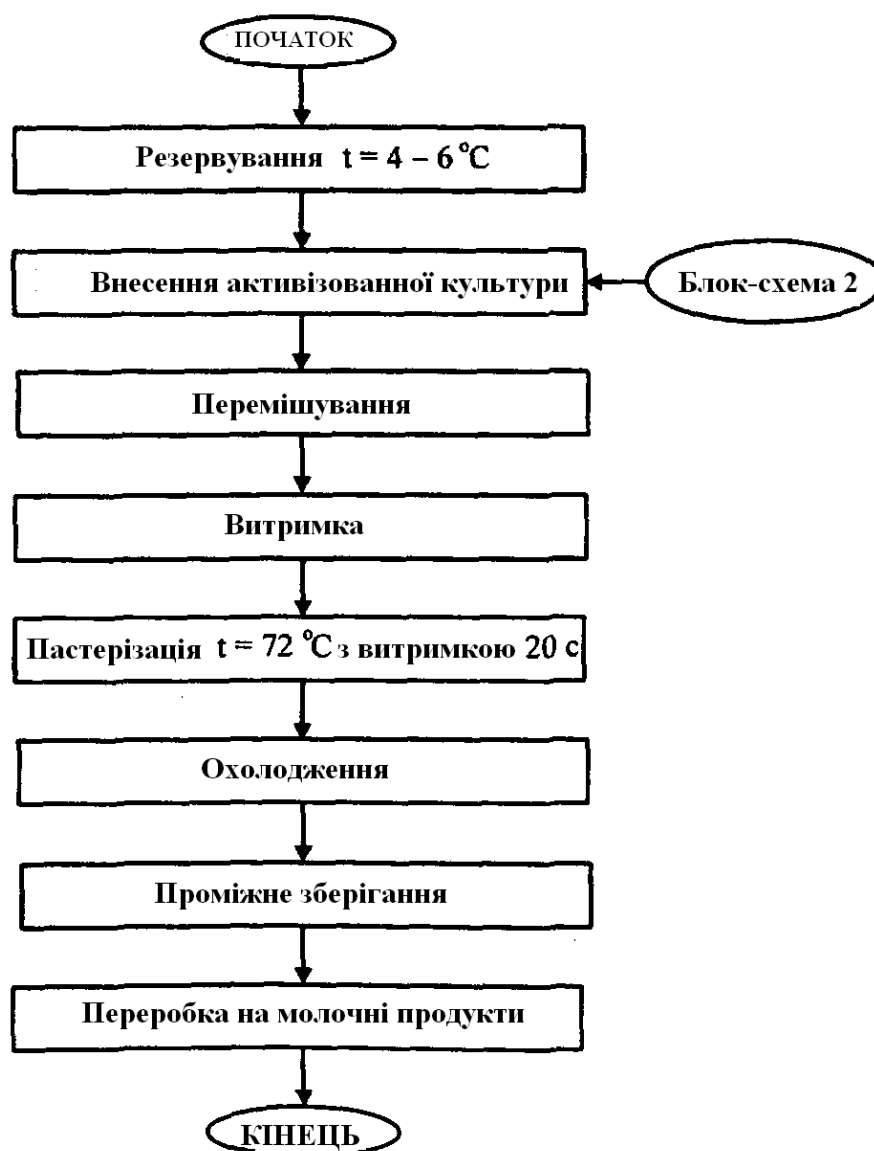 ПОЧАТОК
Резервування t = 4 – 6 °C
Внесення активізованної культури
Блок-схема 2
Перемішування
Витримка
Пастерізація t = 72 °C з витримкою 20 с
Охолодження
Проміжне зберігання
Переробка на молочні продукти
КІНЕЦЬ